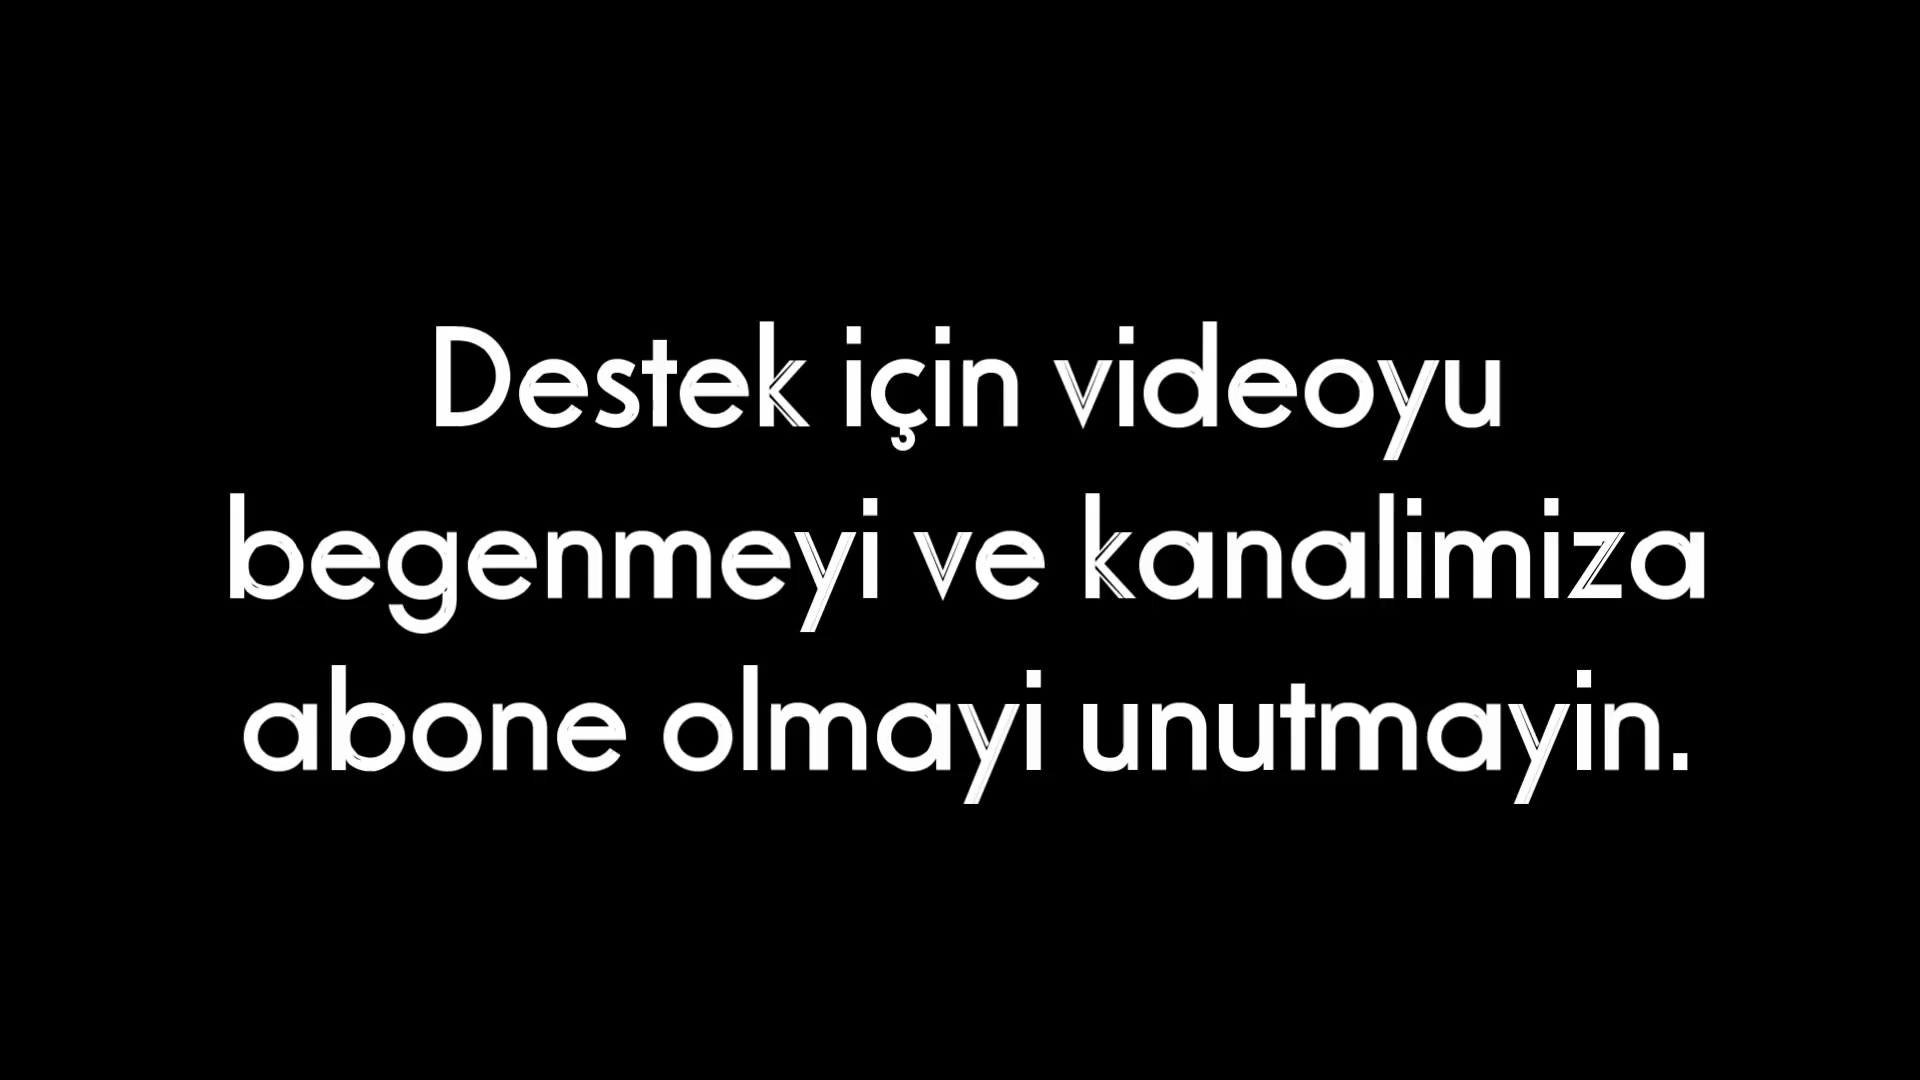 Destek için videoyu
begenmeyi ve kanalimiza
abone olmayi unutmayin.